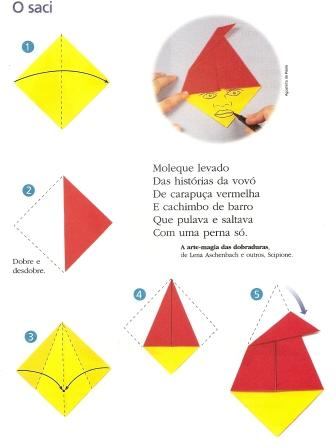 O saci
1
2
Dobre e
desdobre.
3
Moleque levado
Das histórias da vovó
De carapuça vermelha
E cachimbo de barro
Que pulava e saltava
Com uma perna só.
A arte-magia das dobraduras,
de Lena Aschenbach e outros, Scipione.
4
5